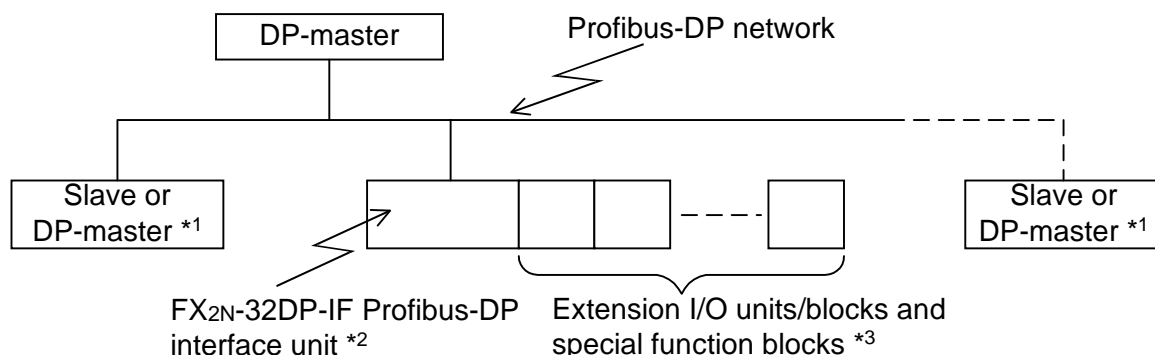 DP-master
Profibus-DP network
Slave or
DP-master *1
Slave or
DP-master *1
FX2N-32DP-IF Profibus-DP
interface unit *2
Extension I/O units/blocks and
special function blocks *3